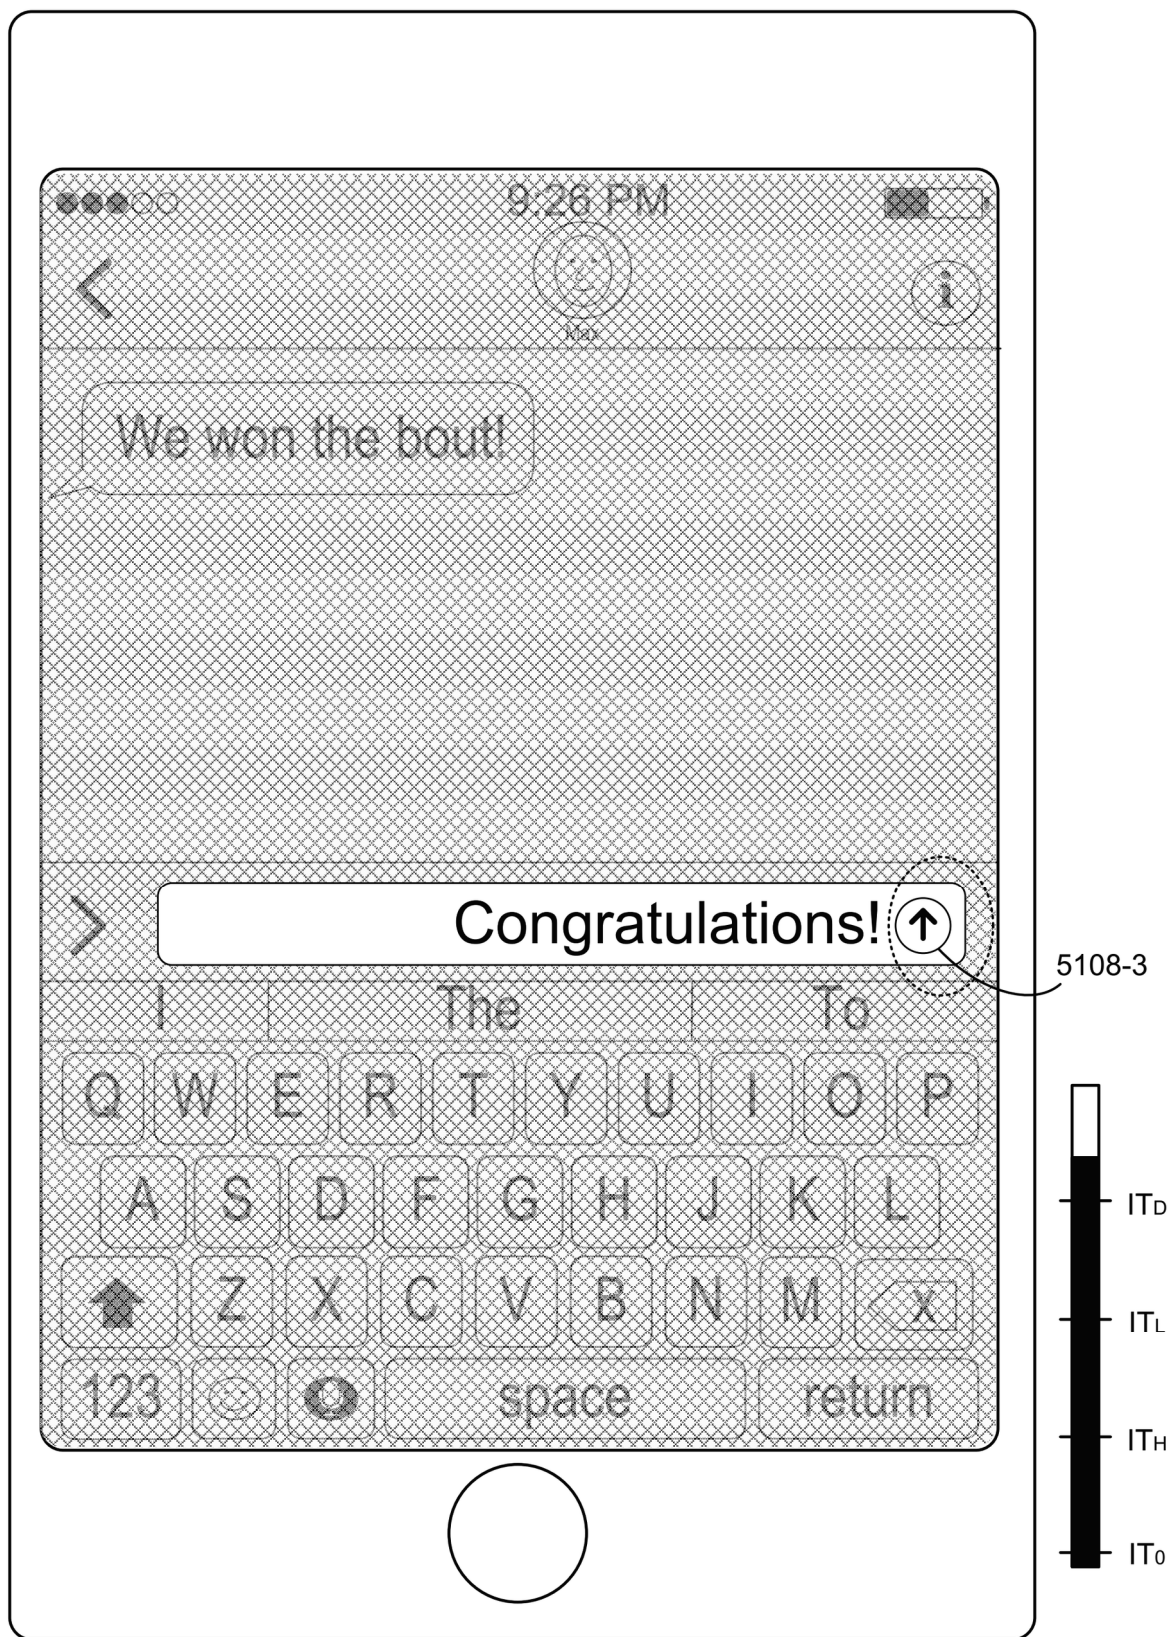 9:26 PM
i
Max
We won the bout!
Congratulations!
5108-3
I The To
Q W E R T Y U I O P
A S D F G H J K L
Z X C V B N M X
123 space return
ITD
ITL
ITH
IT0